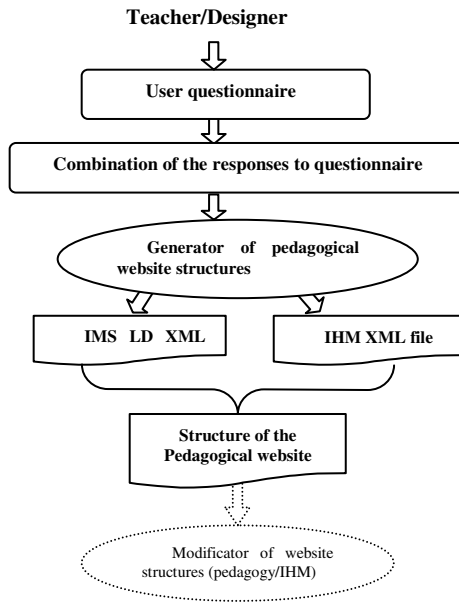 Teacher/Designer
User questionnaire
Combination of the responses to questionnaire
Generator of pedagogical
website structures
IMS LD XML
IHM XML file
Structure of the
Pedagogical website
Modificator of website
structures (pedagogy/IHM)